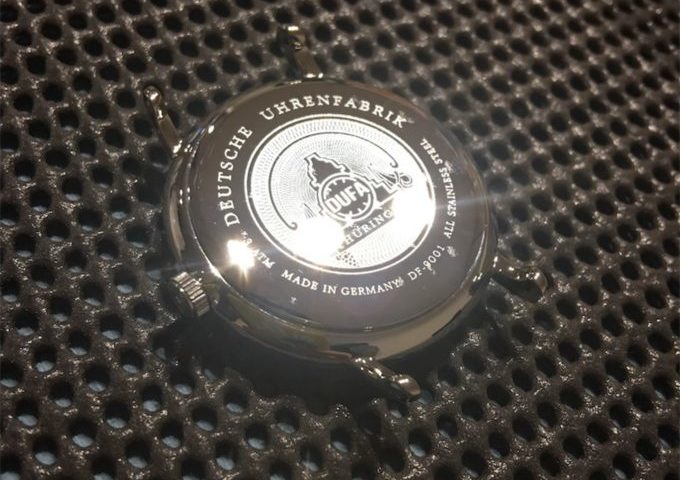 DEUTSCHE UHRENFABRIK
DUFA
ATM MADE IN GERMANY DF-9001 ALL STAINLESS STEEL